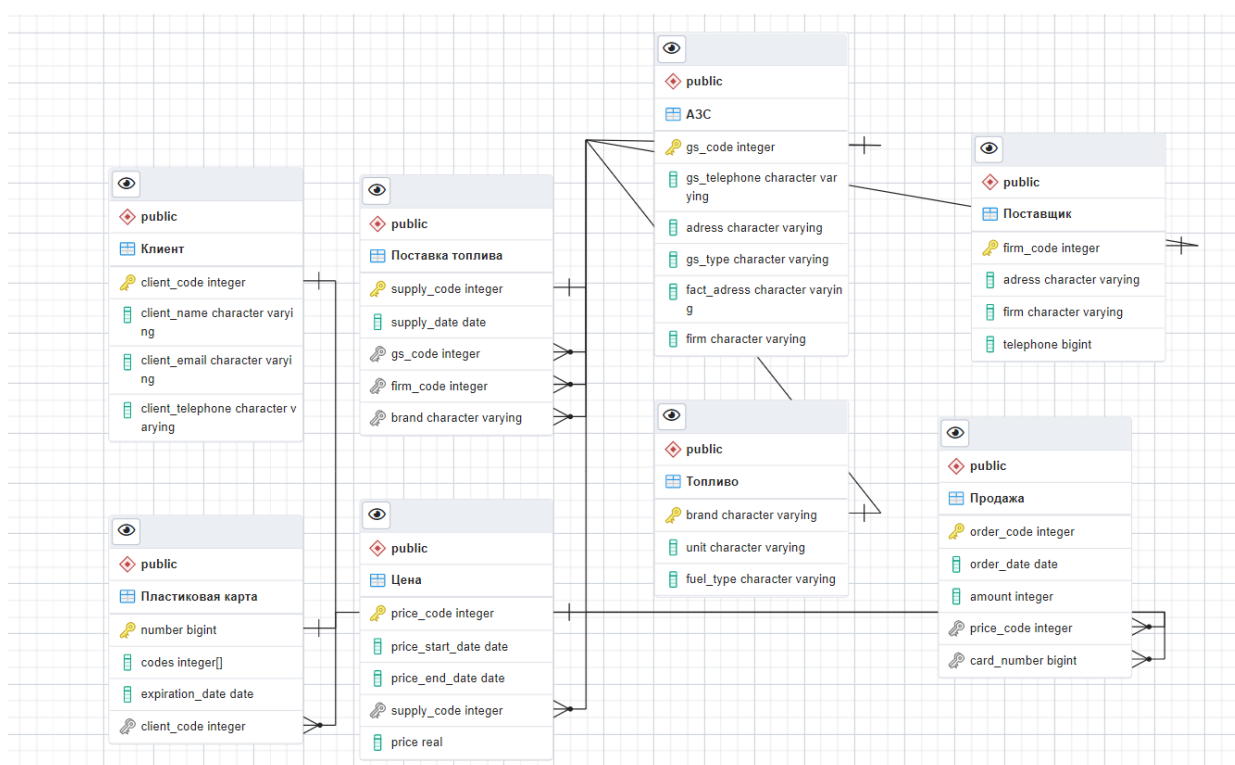 public
АЗС
gs_code integer
gs_telephone character var
ying
adress character varying
gs_type character varying
fact_adress character varyin
g
firm character varying
public
Поставщик
firm_code integer
adress character varying
firm character varying
telephone bigint
public
Клиент
client_code integer
client_name character varyi
ng
client_email character varyi
ng
client_telephone character v
arying
public
Поставка топлива
supply_code integer
supply_date date
gs_code integer
firm_code integer
brand character varying
public
Топливо
brand character varying
unit character varying
fuel_type character varying
public
Продажа
order_code integer
order_date date
amount integer
price_code integer
card_number bigint
public
Пластиковая карта
number bigint
codes integer[]
expiration_date date
client_code integer
public
Цена
price_code integer
price_start_date date
price_end_date date
supply_code integer
price real